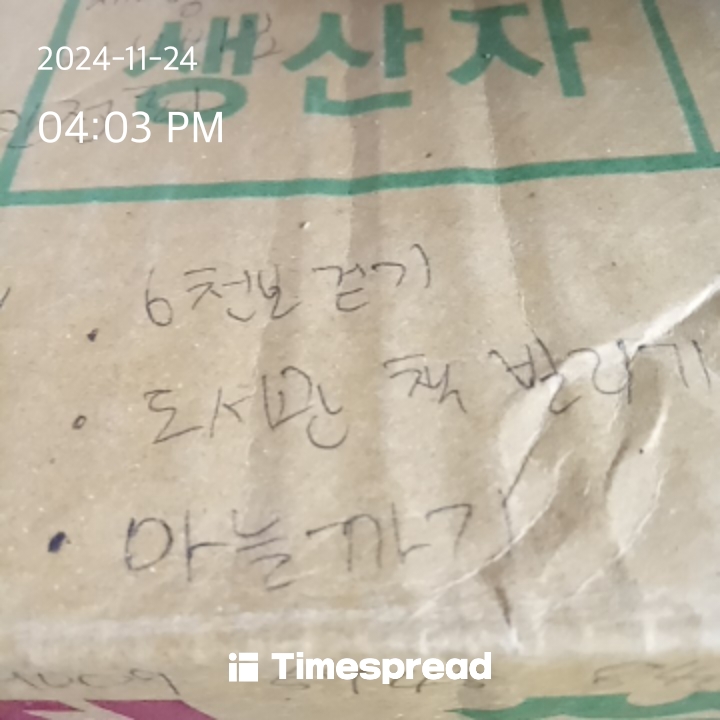 생산자
2024-11-24
04:03 PM
· 6천보 걷기
· 도서관 책 반납하기
· 마늘까기
Timespread